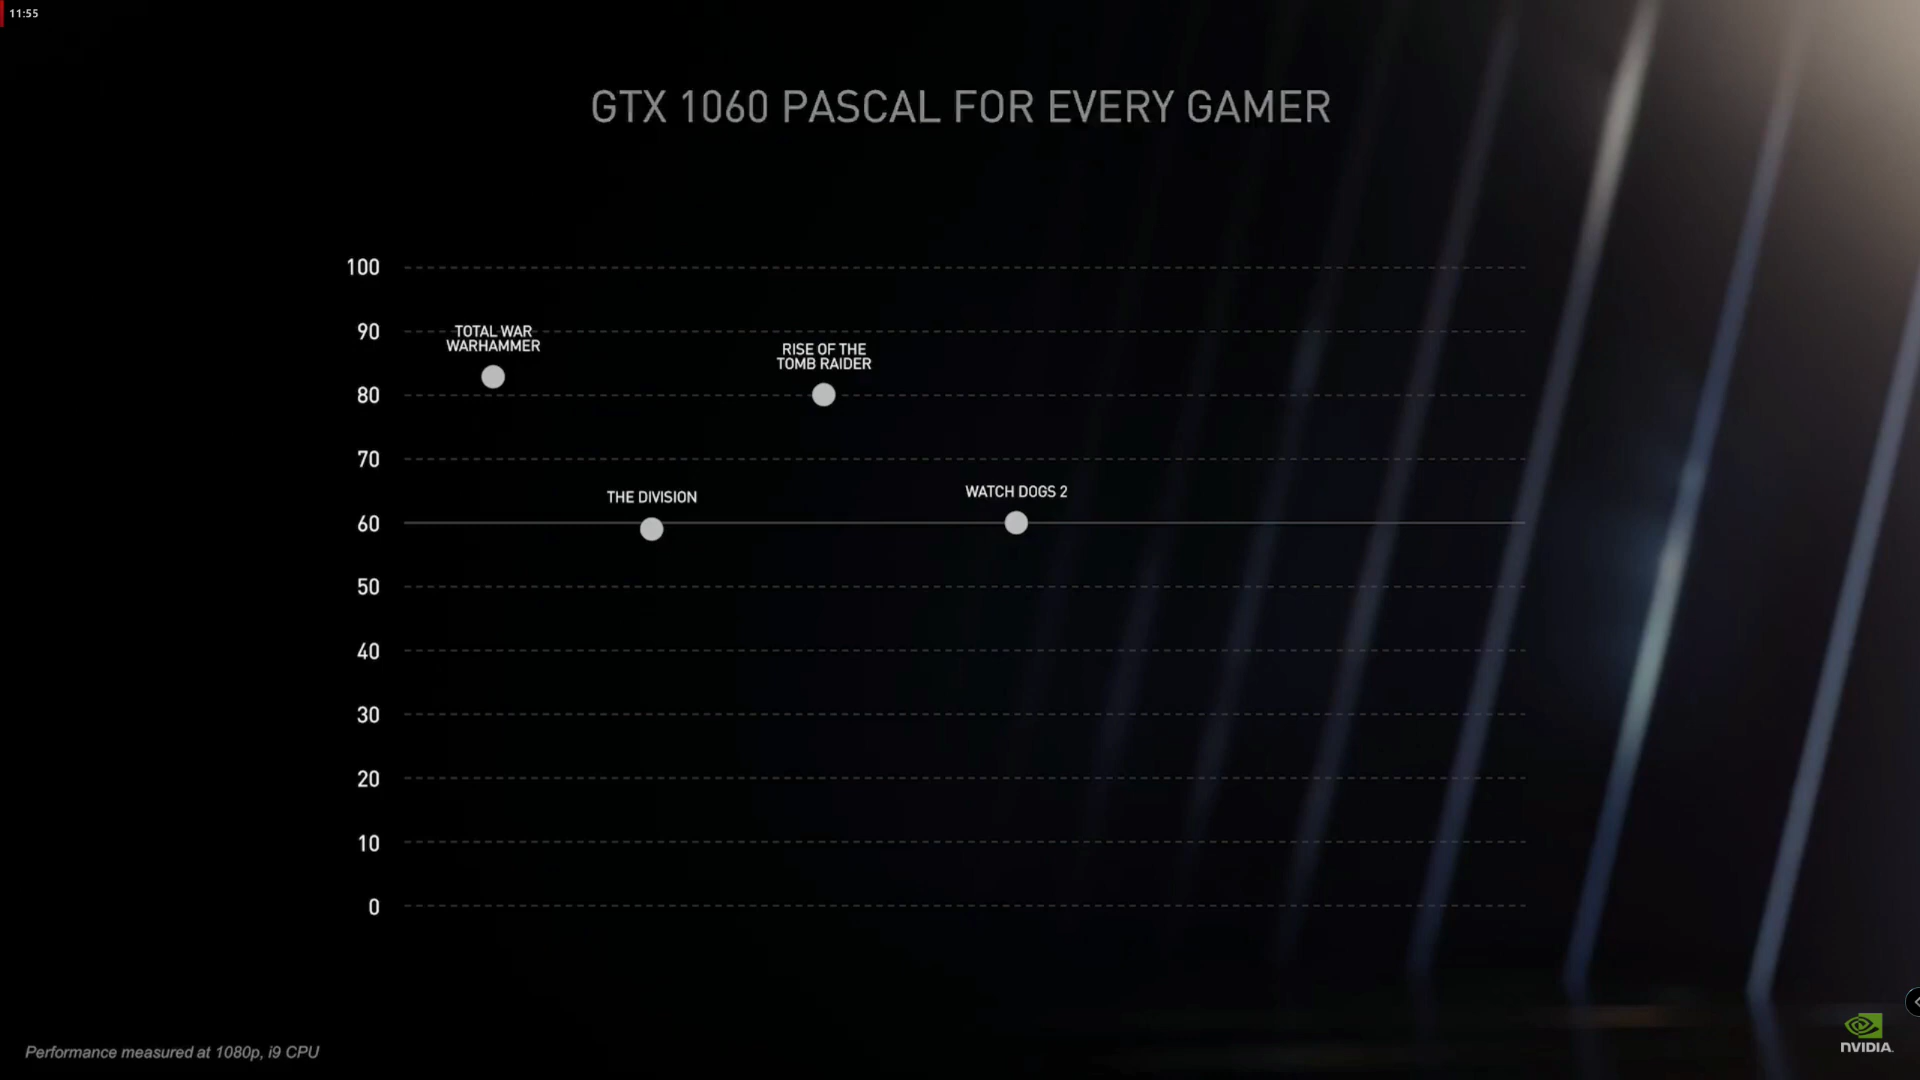 11:55
GTX 1060 PASCAL FOR EVERY GAMER
100
90
TOTAL WAR
WARHAMMER
RISE OF THE
TOMB RAIDER
80
70
THE DIVISION
WATCH DOGS 2
60
50
40
30
20
10
0
Performance measured at 1080p, i9 CPU
NVIDIA.